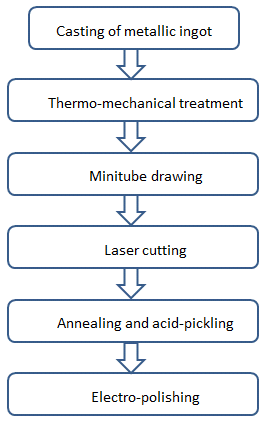 Casting of metallic ingot
Thermo-mechanical treatment
Minitube drawing
Laser cutting
Annealing and acid-pickling
Electro-polishing